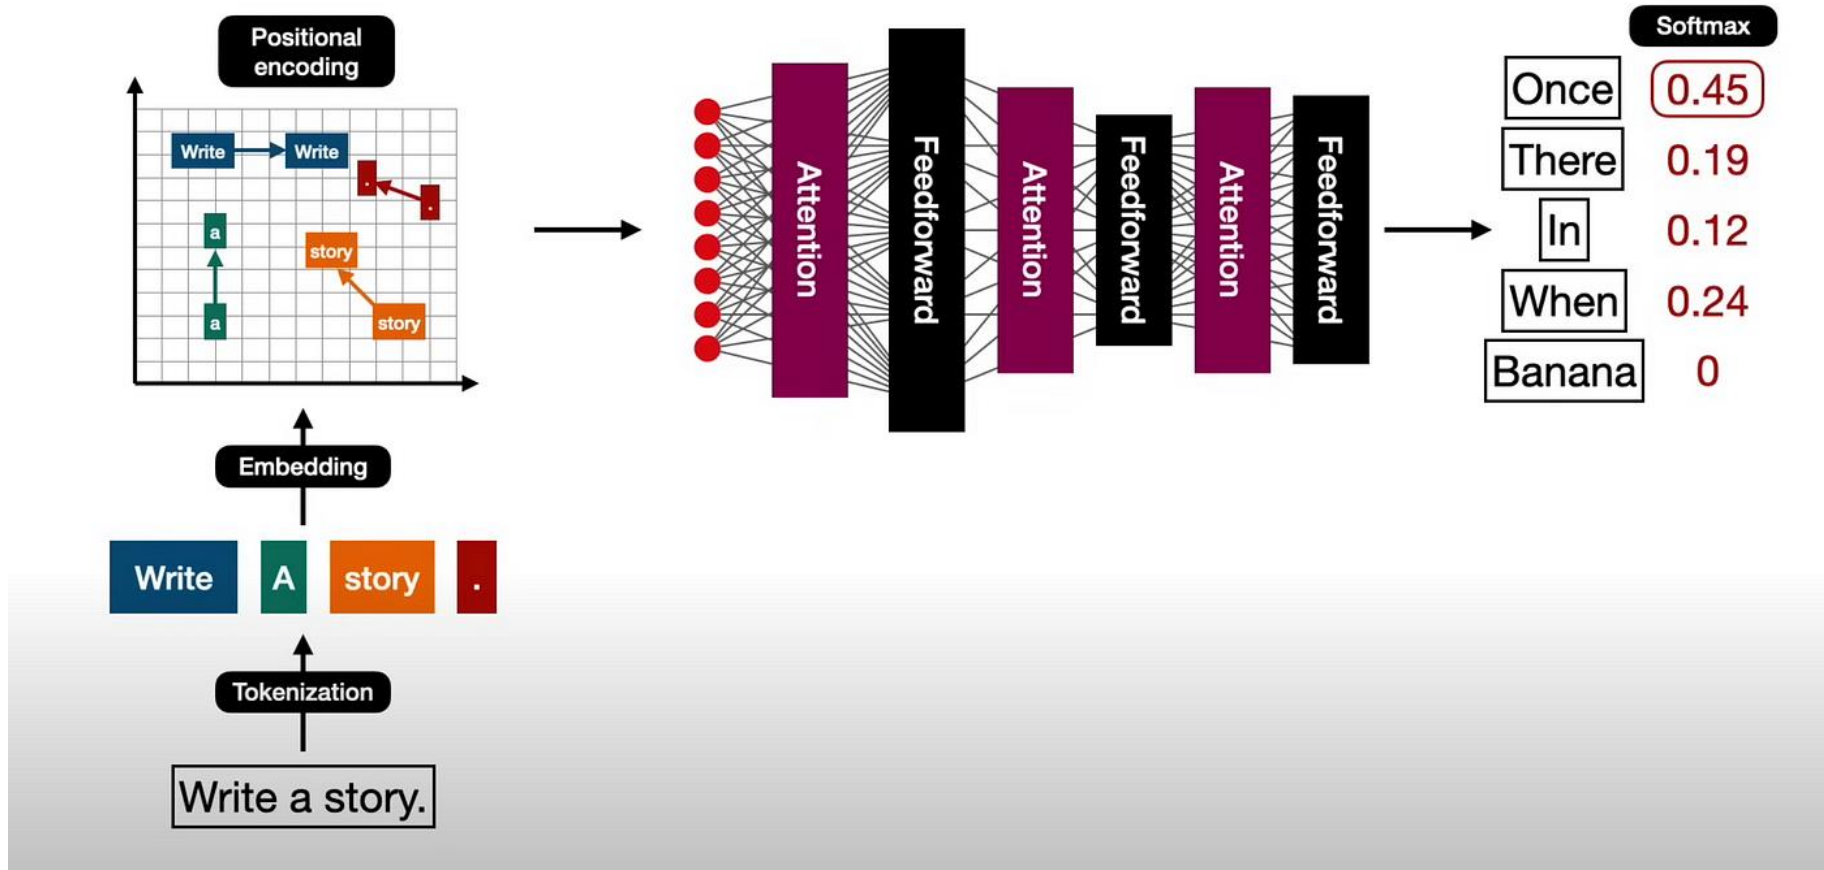 Positional
encoding
Write
Write
.
.
a
story
a
story
Embedding
Write A story .
Tokenization
Write a story.
Attention
Feedforward
Attention
Feedforward
Attention
Feedforward
Softmax
Once 0.45
There 0.19
In 0.12
When 0.24
Banana 0